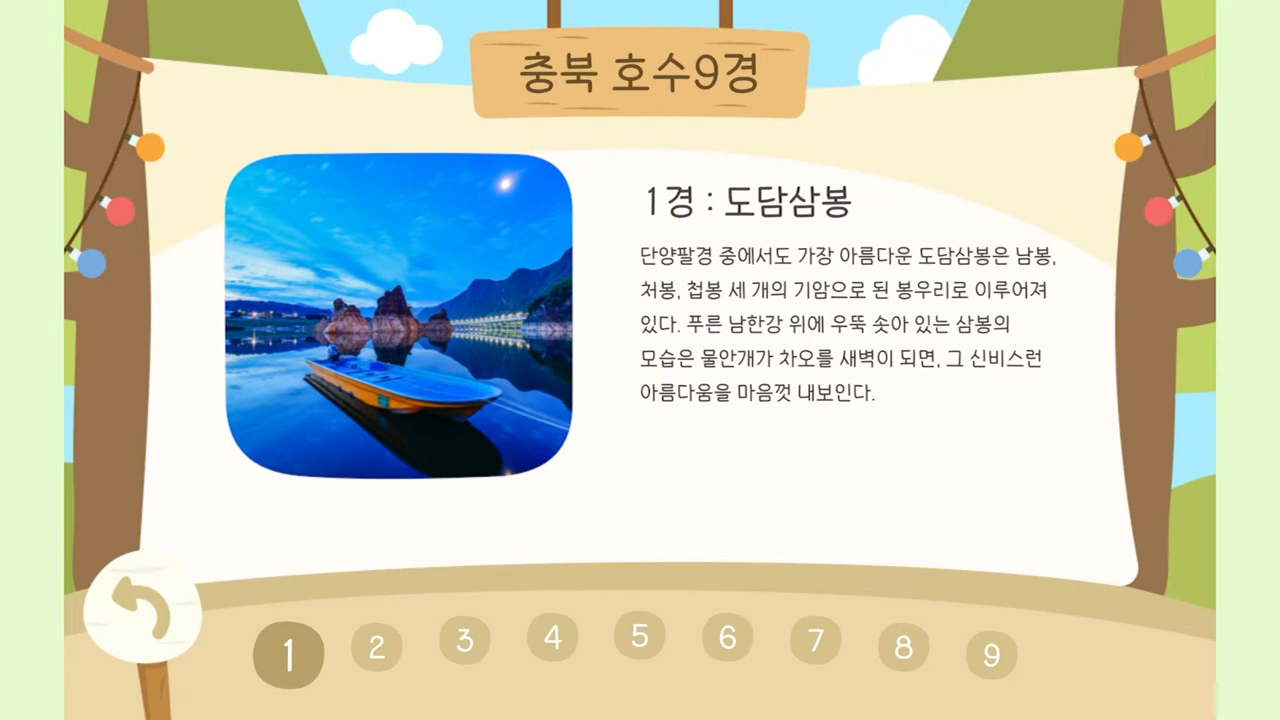 충북 호수9경
1경 : 도담삼봉
단양팔경 중에서도 가장 아름다운 도담삼봉은 남봉,
처봉, 첩봉 세 개의 기암으로 된 봉우리로 이루어져
있다. 푸른 남한강 위에 우뚝 솟아 있는 삼봉의
모습은 물안개가 차오를 새벽이 되면, 그 신비스런
아름다움을 마음껏 내보인다.
1 2 3 4 5 6 7 8 9